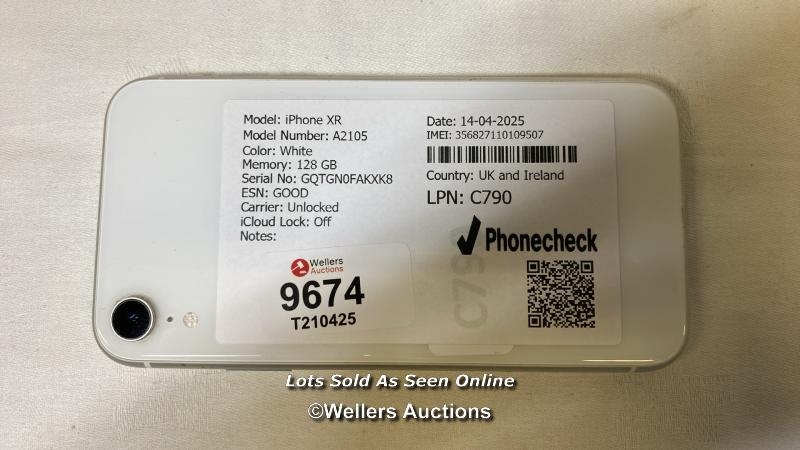 Model: iPhone XR
Model Number: A2105
Color: White
Memory: 128 GB
Serial No: GQTGN0FAKXK8
ESN: GOOD
Carrier: Unlocked
iCloud Lock: Off
Notes:
Date: 14-04-2025
IMEI: 356827110109507
Country: UK and Ireland
LPN: C790
Phonecheck
Wellers
Auctions
9674
T210425
C790
Lots Sold As Seen Online
©Wellers Auctions